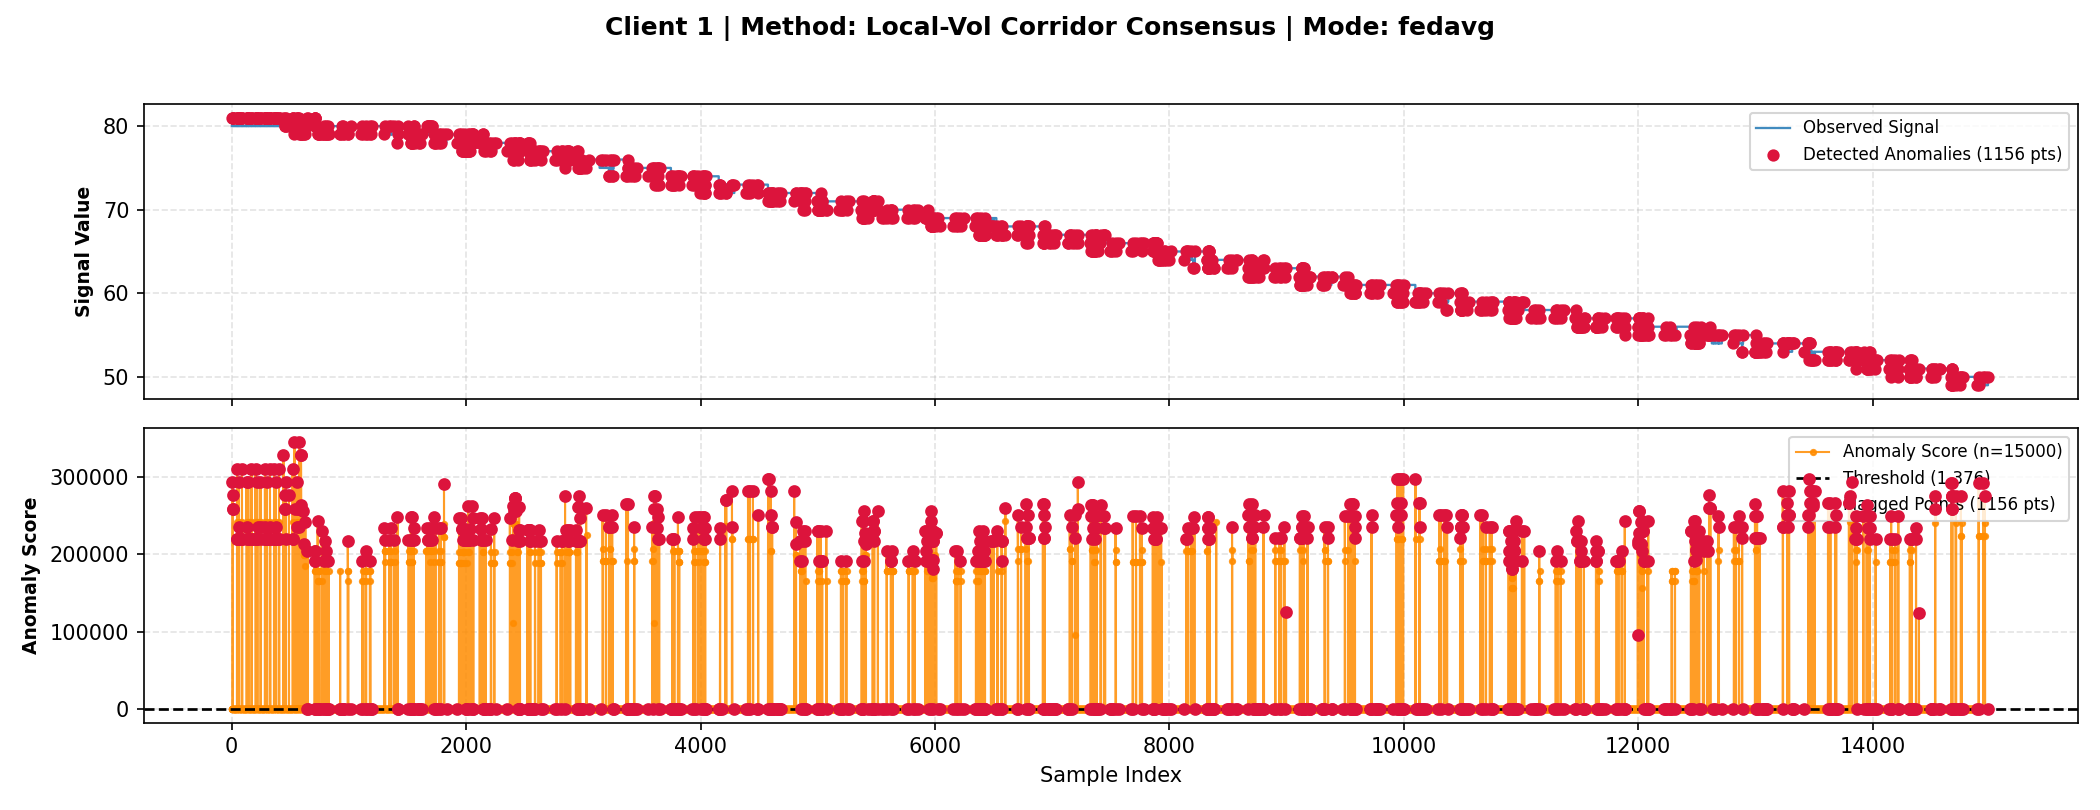 Client 1 | Method: Local-Vol Corridor Consensus | Mode: fedavg
Signal Value
80
70
60
50
Observed Signal
Detected Anomalies (1156 pts)
Anomaly Score
300000
200000
100000
0
Anomaly Score (n=15000)
Threshold (1.376)
Flagged Points (1156 pts)
0
2000
4000
6000
8000
10000
12000
14000
Sample Index